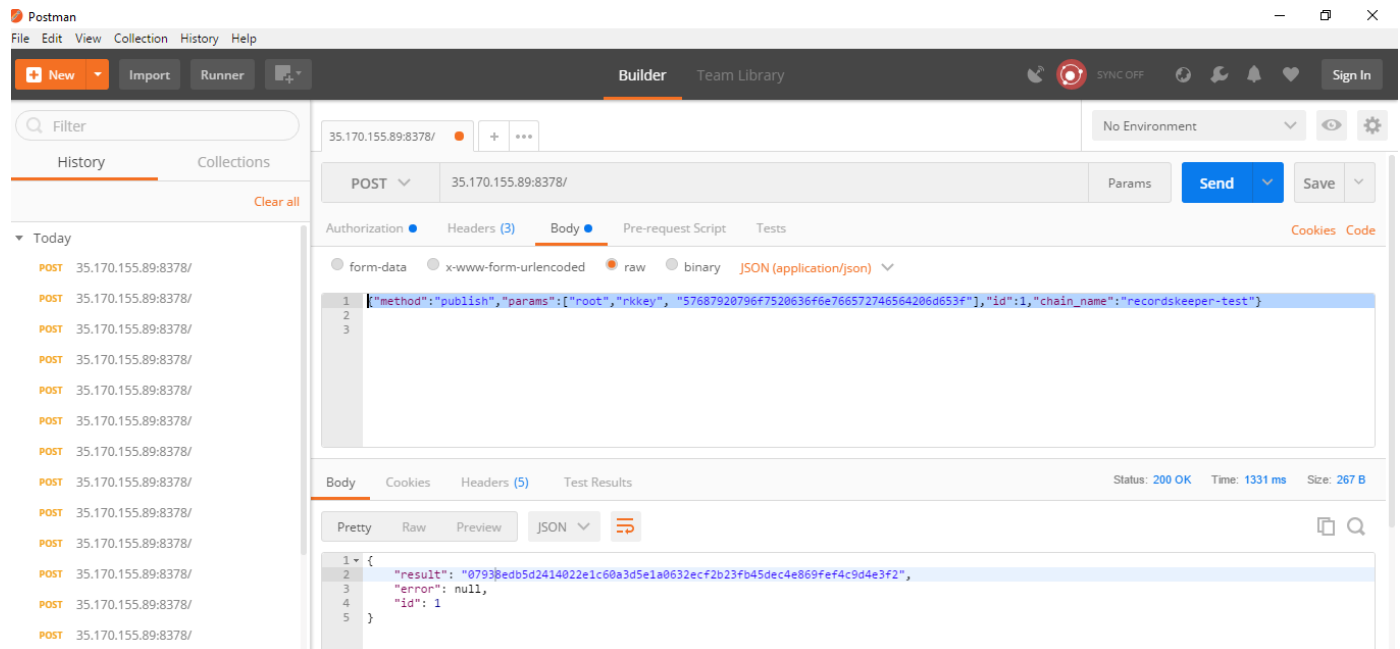 Postman
File Edit View Collection History Help
New Import Runner Builder Team Library SYNC OFF Sign In
Filter
History Collections
Clear all
Today
POST 35.170.155.89:8378/
POST 35.170.155.89:8378/
POST 35.170.155.89:8378/
POST 35.170.155.89:8378/
POST 35.170.155.89:8378/
POST 35.170.155.89:8378/
POST 35.170.155.89:8378/
POST 35.170.155.89:8378/
POST 35.170.155.89:8378/
POST 35.170.155.89:8378/
POST 35.170.155.89:8378/
POST 35.170.155.89:8378/
POST 35.170.155.89:8378/
35.170.155.89:8378/ + No Environment
POST 35.170.155.89:8378/ Params Send Save
Authorization Headers (3) Body Pre-request Script Tests Cookies Code
form-data x-www-form-urlencoded raw binary JSON (application/json)
1 {"method":"publish","params":["root","rkkey", "57687920796f7520636f6e766572746564206d653f"],"id":1,"chain_name":"recordskeeper-test"}
2
3
Body Cookies Headers (5) Test Results Status: 200 OK Time: 1331 ms Size: 267 B
Pretty Raw Preview JSON
1 {
2 "result": "07938edb5d2414022e1c60a3d5e1a0632ecf2b23fb45dec4e869fef4c9d4e3f2",
3 "error": null,
4 "id": 1
5 }